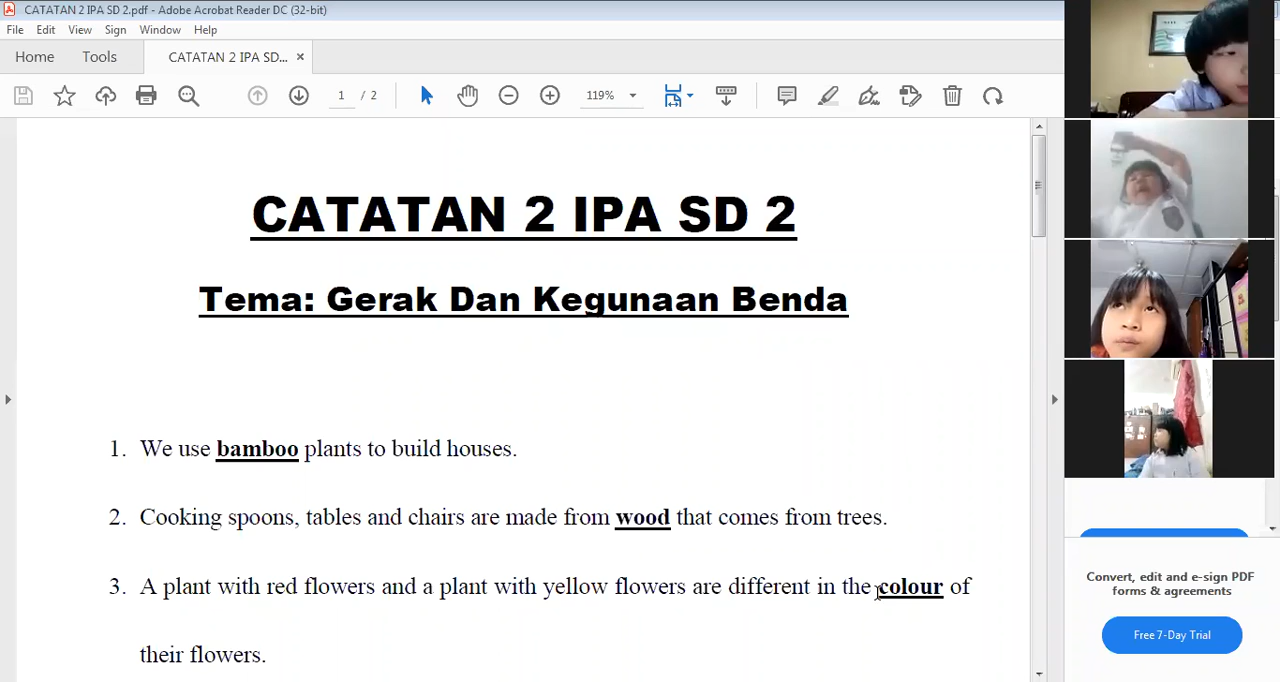 CATATAN 2 IPA SD 2.pdf - Adobe Acrobat Reader DC (32-bit)
File Edit View Sign Window Help
Home Tools CATATAN 2 IPA SD... ×
1 / 2 119%
CATATAN 2 IPA SD 2
Tema: Gerak Dan Kegunaan Benda
1. We use bamboo plants to build houses.
2. Cooking spoons, tables and chairs are made from wood that comes from trees.
3. A plant with red flowers and a plant with yellow flowers are different in the colour of
their flowers.
Convert, edit and e-sign PDF
forms & agreements
Free 7-Day Trial